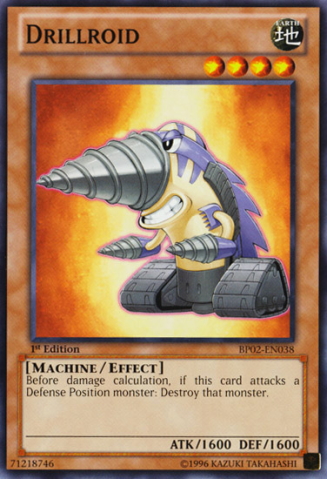 DRILLROID
EARTH
地
1st Edition
BP02-EN038
[MACHINE / EFFECT]
Before damage calculation, if this card attacks a
Defense Position monster: Destroy that monster.
ATK/1600 DEF/1600
71218746
©1996 KAZUKI TAKAHASHI